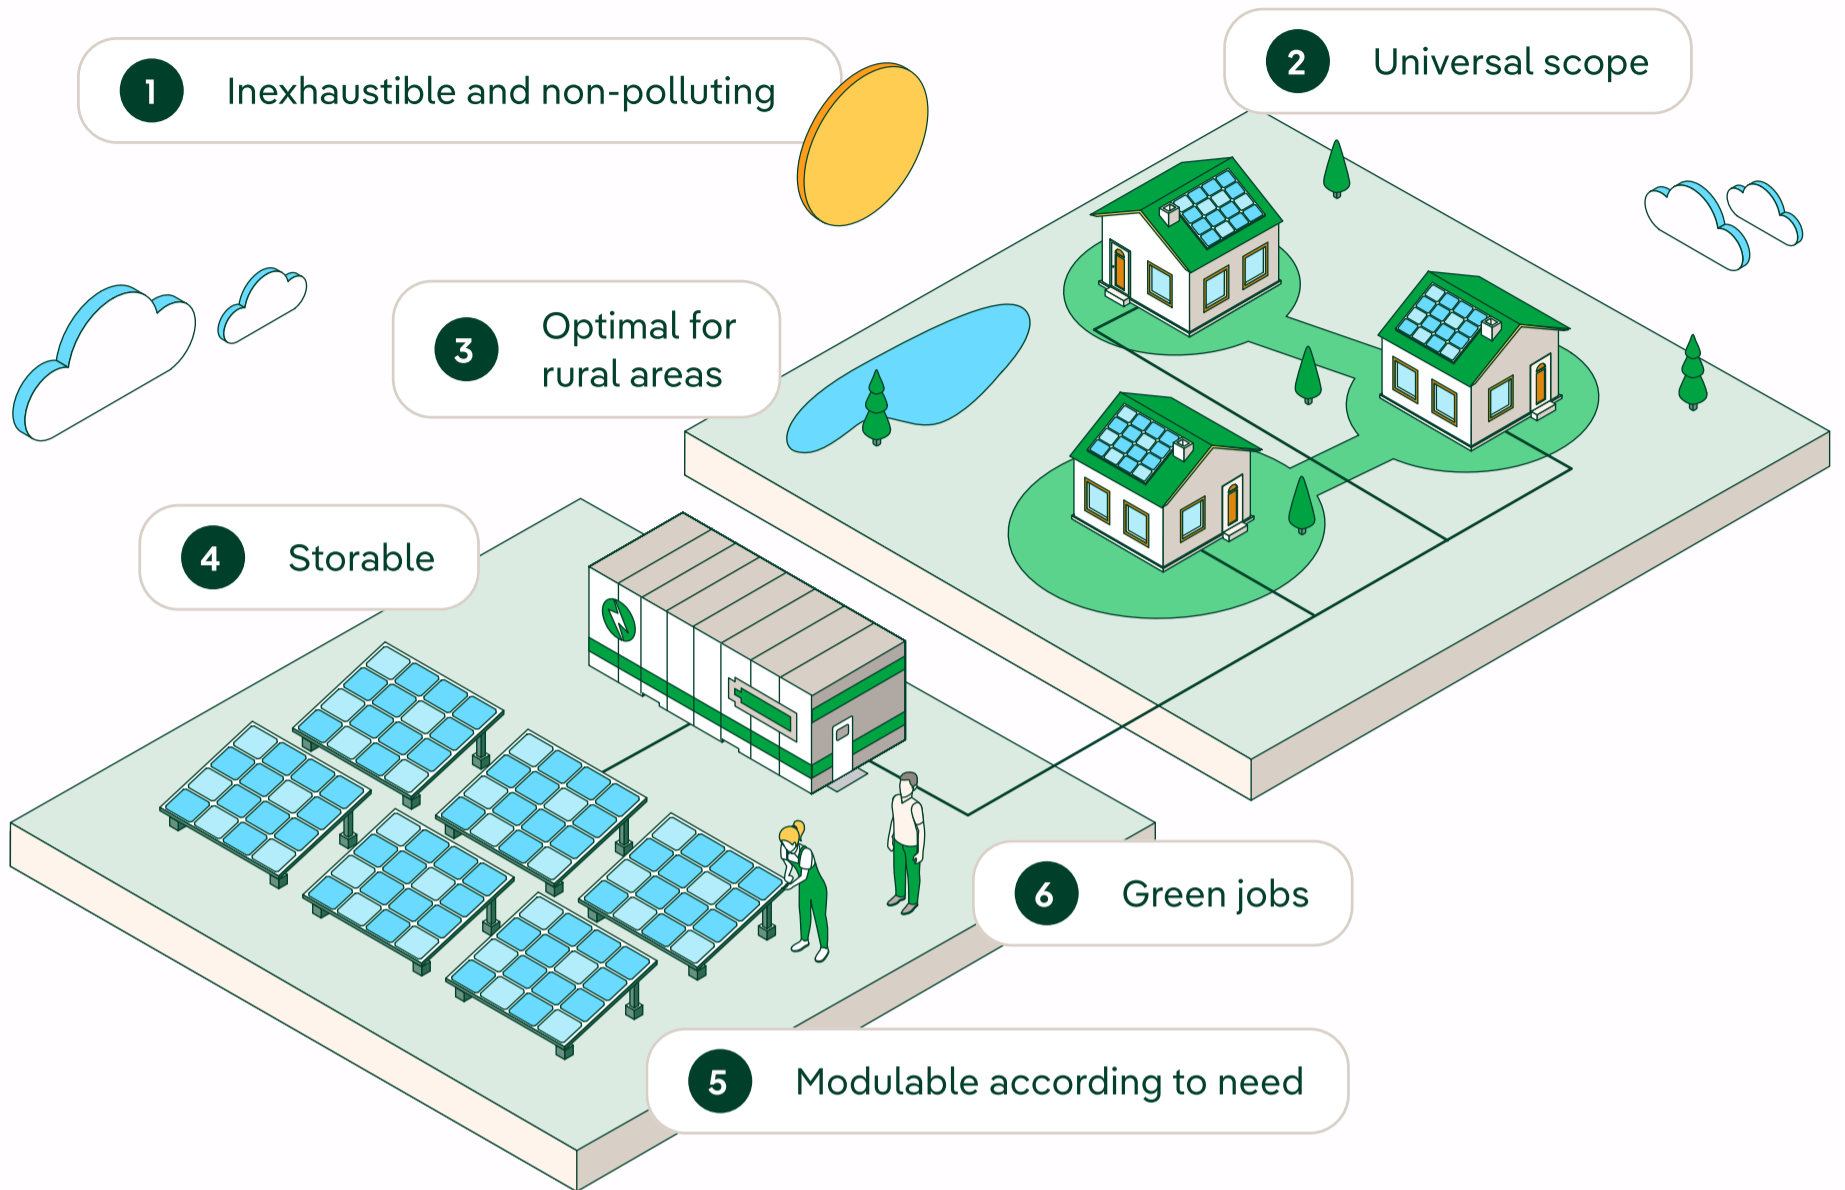 1 Inexhaustible and non-polluting
2 Universal scope
3 Optimal for
rural areas
4 Storable
5 Modulable according to need
6 Green jobs